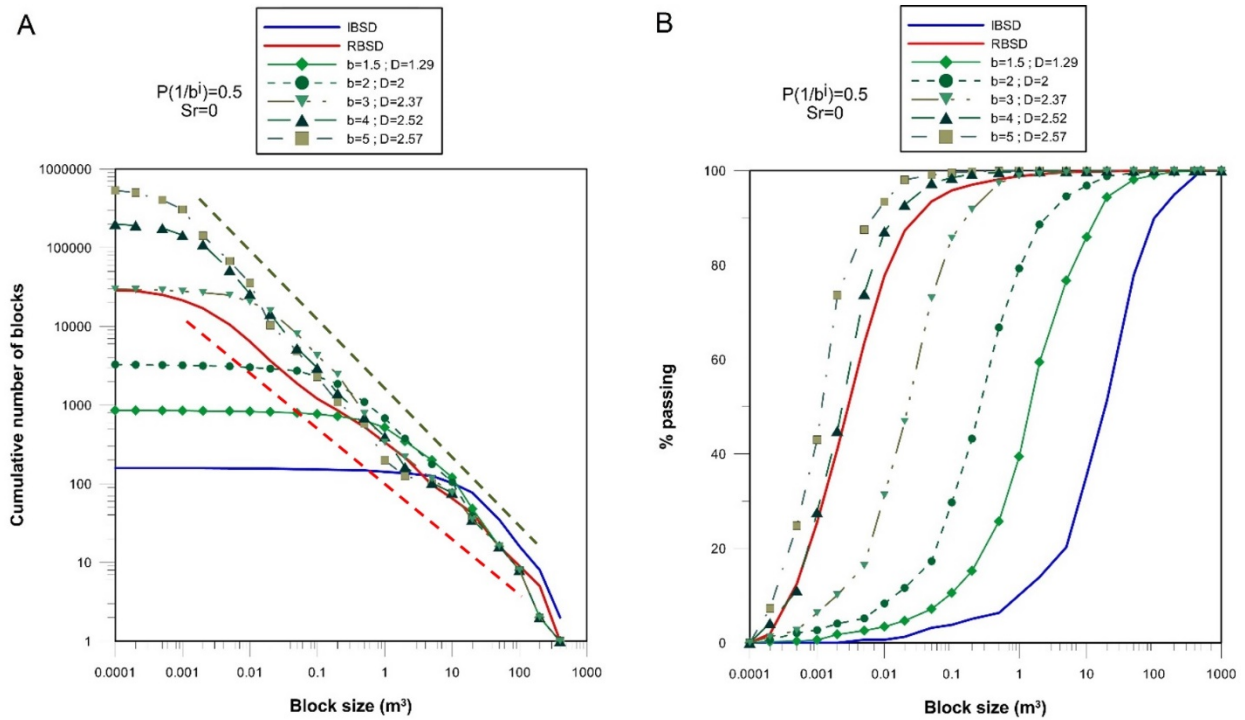 A
IBSD
RBSD
b=1.5 ; D=1.29
b=2 ; D=2
b=3 ; D=2.37
b=4 ; D=2.52
b=5 ; D=2.57
P(1/bʲ)=0.5
Sr=0
1000000
100000
10000
1000
100
10
1
Cumulative number of blocks
0.0001 0.001 0.01 0.1 1 10 100 1000
Block size (m³)
B
IBSD
RBSD
b=1.5 ; D=1.29
b=2 ; D=2
b=3 ; D=2.37
b=4 ; D=2.52
b=5 ; D=2.57
P(1/bʲ)=0.5
Sr=0
100
80
60
40
20
0
% passing
0.0001 0.001 0.01 0.1 1 10 100 1000
Block size (m³)